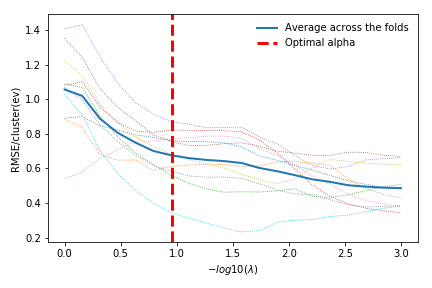 Average across the folds
Optimal alpha
RMSE/cluster(ev)
1.4
1.2
1.0
0.8
0.6
0.4
0.2
0.0 0.5 1.0 1.5 2.0 2.5 3.0
−log10(λ)